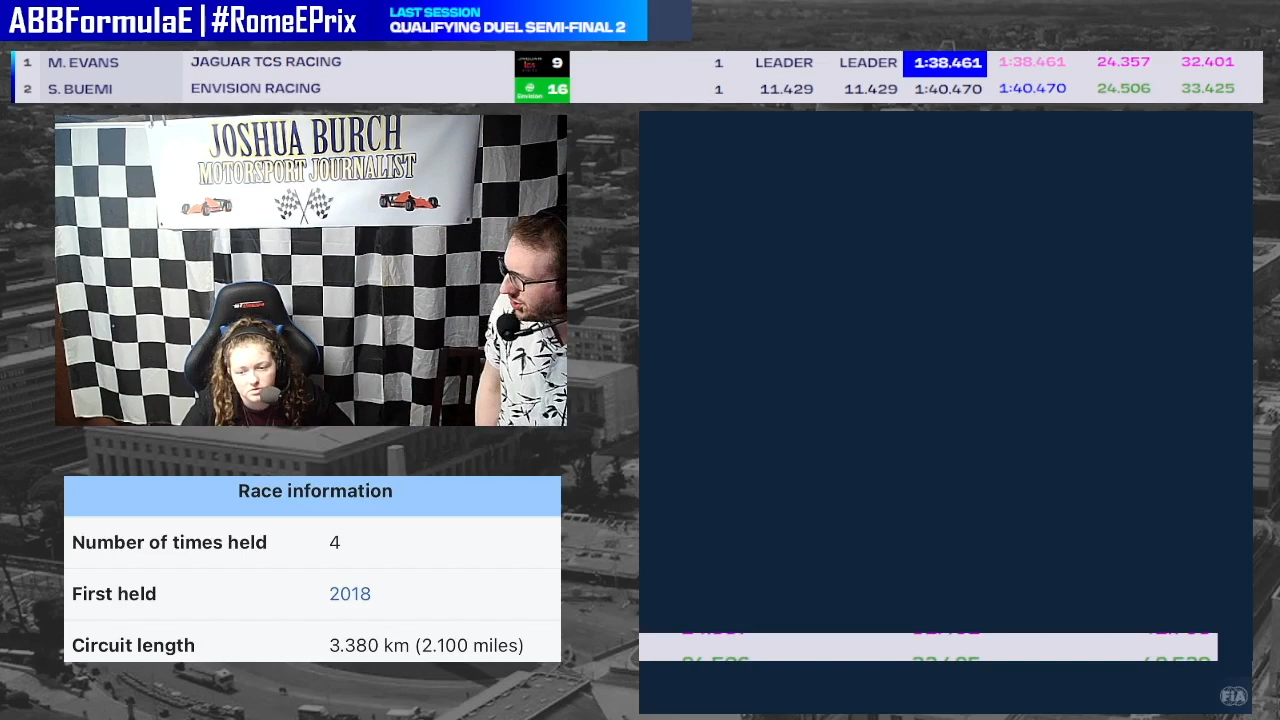 ABBFormulaE | #RomeEPrix
LAST SESSION
QUALIFYING DUEL SEMI-FINAL 2
1 M. EVANS JAGUAR TCS RACING 9 1 LEADER LEADER 1:38.461 1:38.461 24.357 32.401
2 S. BUEMI ENVISION RACING Envision 16 1 11.429 11.429 1:40.470 1:40.470 24.506 33.425
JOSHUA BURCH
MOTORSPORT JOURNALIST
Race information
Number of times held 4
First held 2018
Circuit length 3.380 km (2.100 miles)
FIA